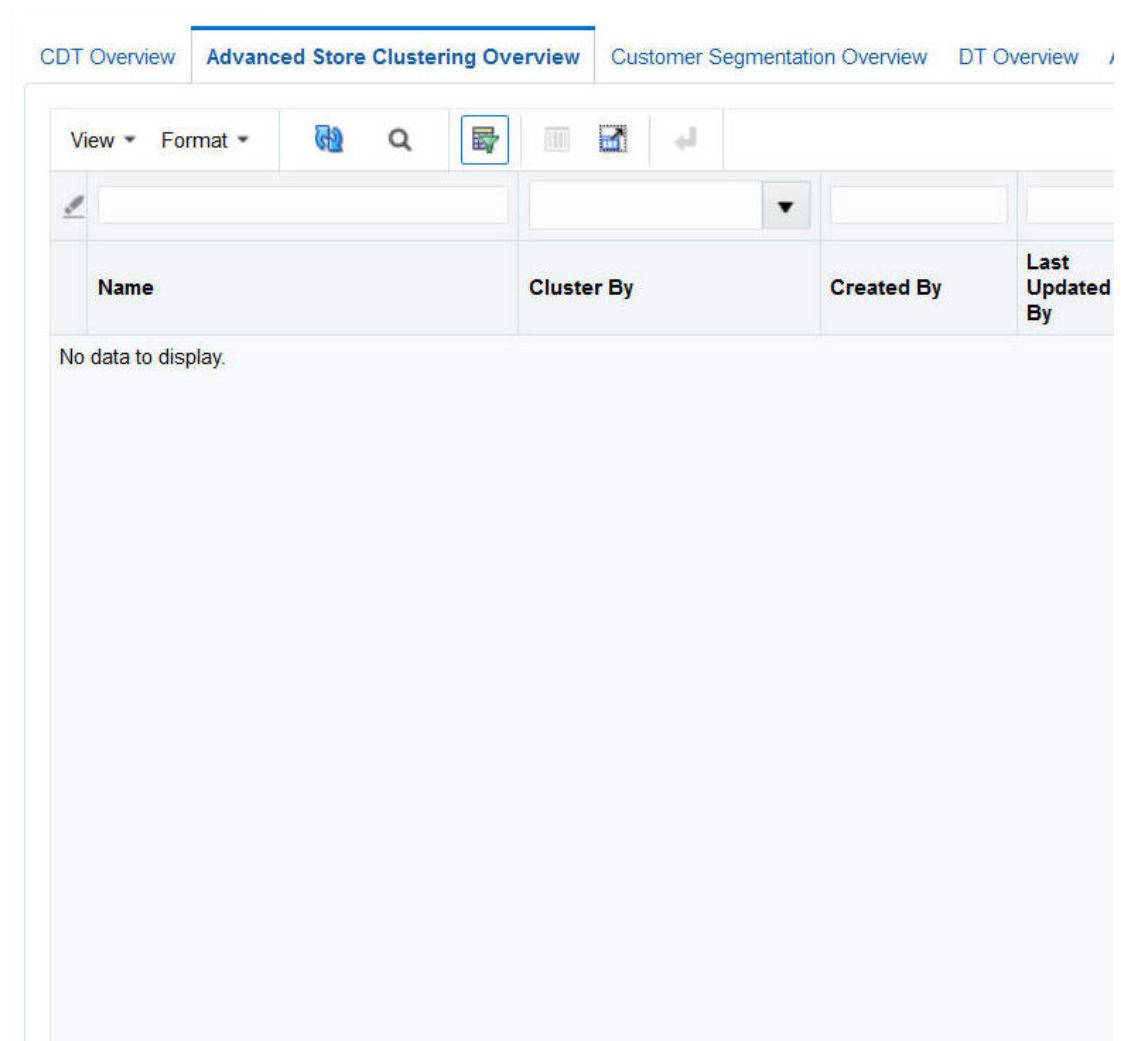 CDT Overview Advanced Store Clustering Overview Customer Segmentation Overview DT Overview
View Format
Name Cluster By Created By Last Updated By
No data to display.